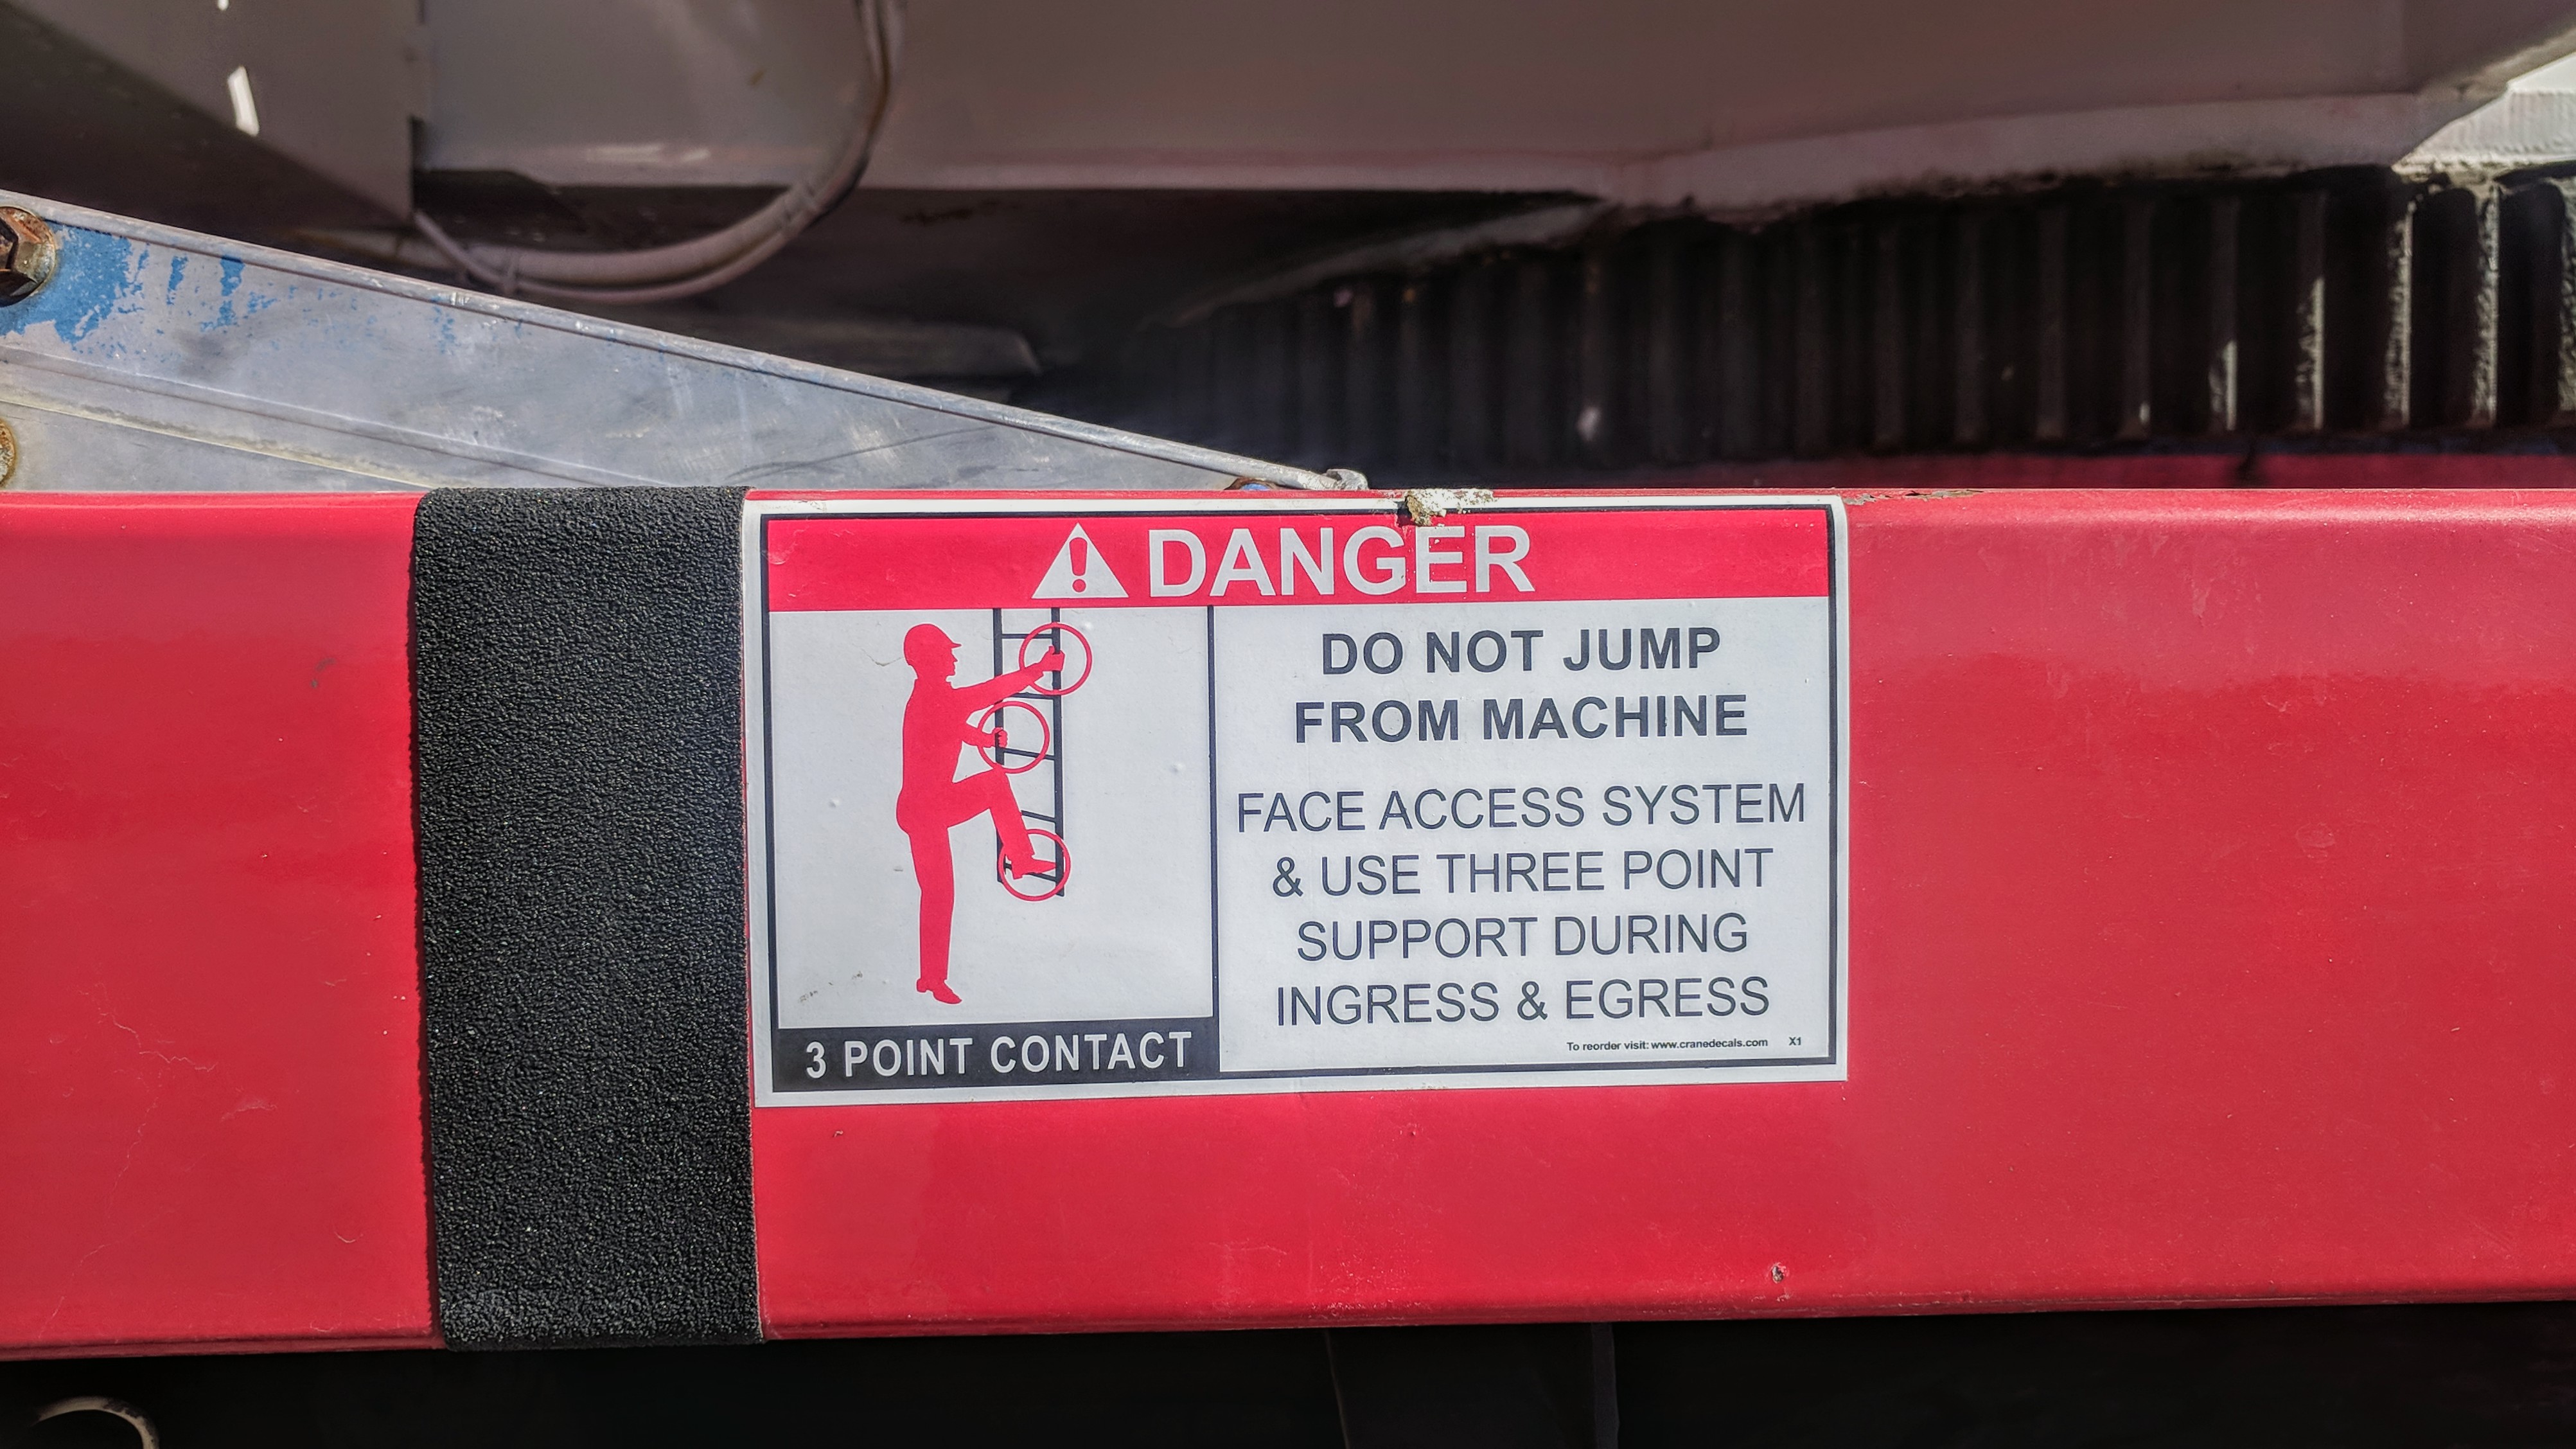 DANGER
DO NOT JUMP
FROM MACHINE
FACE ACCESS SYSTEM
& USE THREE POINT
SUPPORT DURING
INGRESS & EGRESS
To reorder visit: www.cranedecals.com X1
3 POINT CONTACT